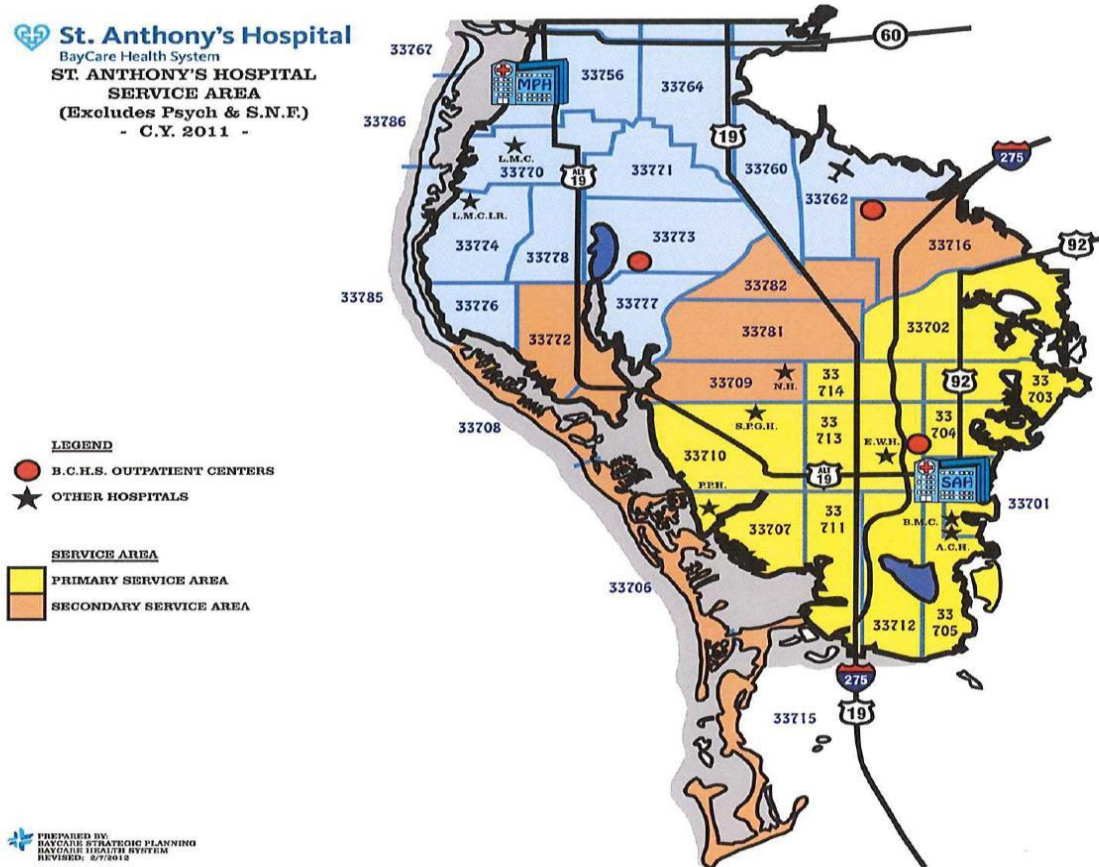 St. Anthony's Hospital
BayCare Health System
ST. ANTHONY'S HOSPITAL
SERVICE AREA
(Excludes Psych & S.N.F.)
- C.Y. 2011 -
60
33767
33756
33764
MPH
33786
19
275
L.M.C.
33770
ALT
19
33771
33760
33762
L.M.C.I.R.
33774
33778
33773
33716
92
33785
33776
33777
33782
33772
33781
33702
33709
N.H.
33
714
92
33
703
33708
S.P.G.H.
33
713
E.W.H.
33
704
33710
ALT
19
SAH
33701
P.P.H.
33707
33
711
B.M.C.
A.C.H.
33706
33712
33
705
275
19
33715
LEGEND
B.C.H.S. OUTPATIENT CENTERS
OTHER HOSPITALS
SERVICE AREA
PRIMARY SERVICE AREA
SECONDARY SERVICE AREA
PREPARED BY:
BAYCARE STRATEGIC PLANNING
BAYCARE HEALTH SYSTEM
REVISED: 2/7/2012